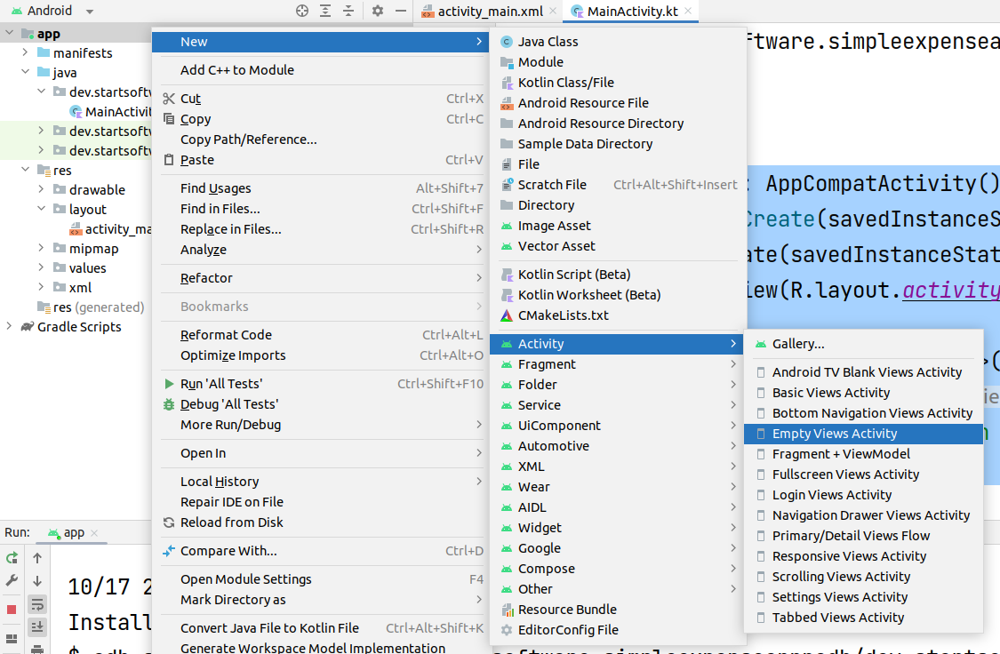 Android
activity_main.xml
MainActivity.kt
app
manifests
java
dev.startsoftw
MainActivit
dev.startsoftw
dev.startsoftw
res
drawable
layout
activity_ma
mipmap
values
xml
res (generated)
Gradle Scripts
New
Add C++ to Module
Cut Ctrl+X
Copy Ctrl+C
Copy Path/Reference...
Paste Ctrl+V
Find Usages Alt+Shift+7
Find in Files... Ctrl+Shift+F
Replace in Files... Ctrl+Shift+R
Analyze
Refactor
Bookmarks
Reformat Code Ctrl+Alt+L
Optimize Imports Ctrl+Alt+O
Run 'All Tests' Ctrl+Shift+F10
Debug 'All Tests'
More Run/Debug
Open In
Local History
Repair IDE on File
Reload from Disk
Compare With... Ctrl+D
Open Module Settings F4
Mark Directory as
Convert Java File to Kotlin File Ctrl+Alt+Shift+K
Generate Workspace Model Implementation
Java Class
Module
Kotlin Class/File
Android Resource File
Android Resource Directory
Sample Data Directory
File
Scratch File Ctrl+Alt+Shift+Insert
Directory
Image Asset
Vector Asset
Kotlin Script (Beta)
Kotlin Worksheet (Beta)
CMakeLists.txt
Activity
Fragment
Folder
Service
UiComponent
Automotive
XML
Wear
AIDL
Widget
Google
Compose
Other
Resource Bundle
EditorConfig File
Gallery...
Android TV Blank Views Activity
Basic Views Activity
Bottom Navigation Views Activity
Empty Views Activity
Fragment + ViewModel
Fullscreen Views Activity
Login Views Activity
Navigation Drawer Views Activity
Primary/Detail Views Flow
Responsive Views Activity
Scrolling Views Activity
Settings Views Activity
Tabbed Views Activity
ftware.simpleexpensea
: AppCompatActivity()
Create(savedInstanceS
ate(savedInstanceStat
iew(R.layout.activity
>(
ie
Run: app
10/17 2
Install